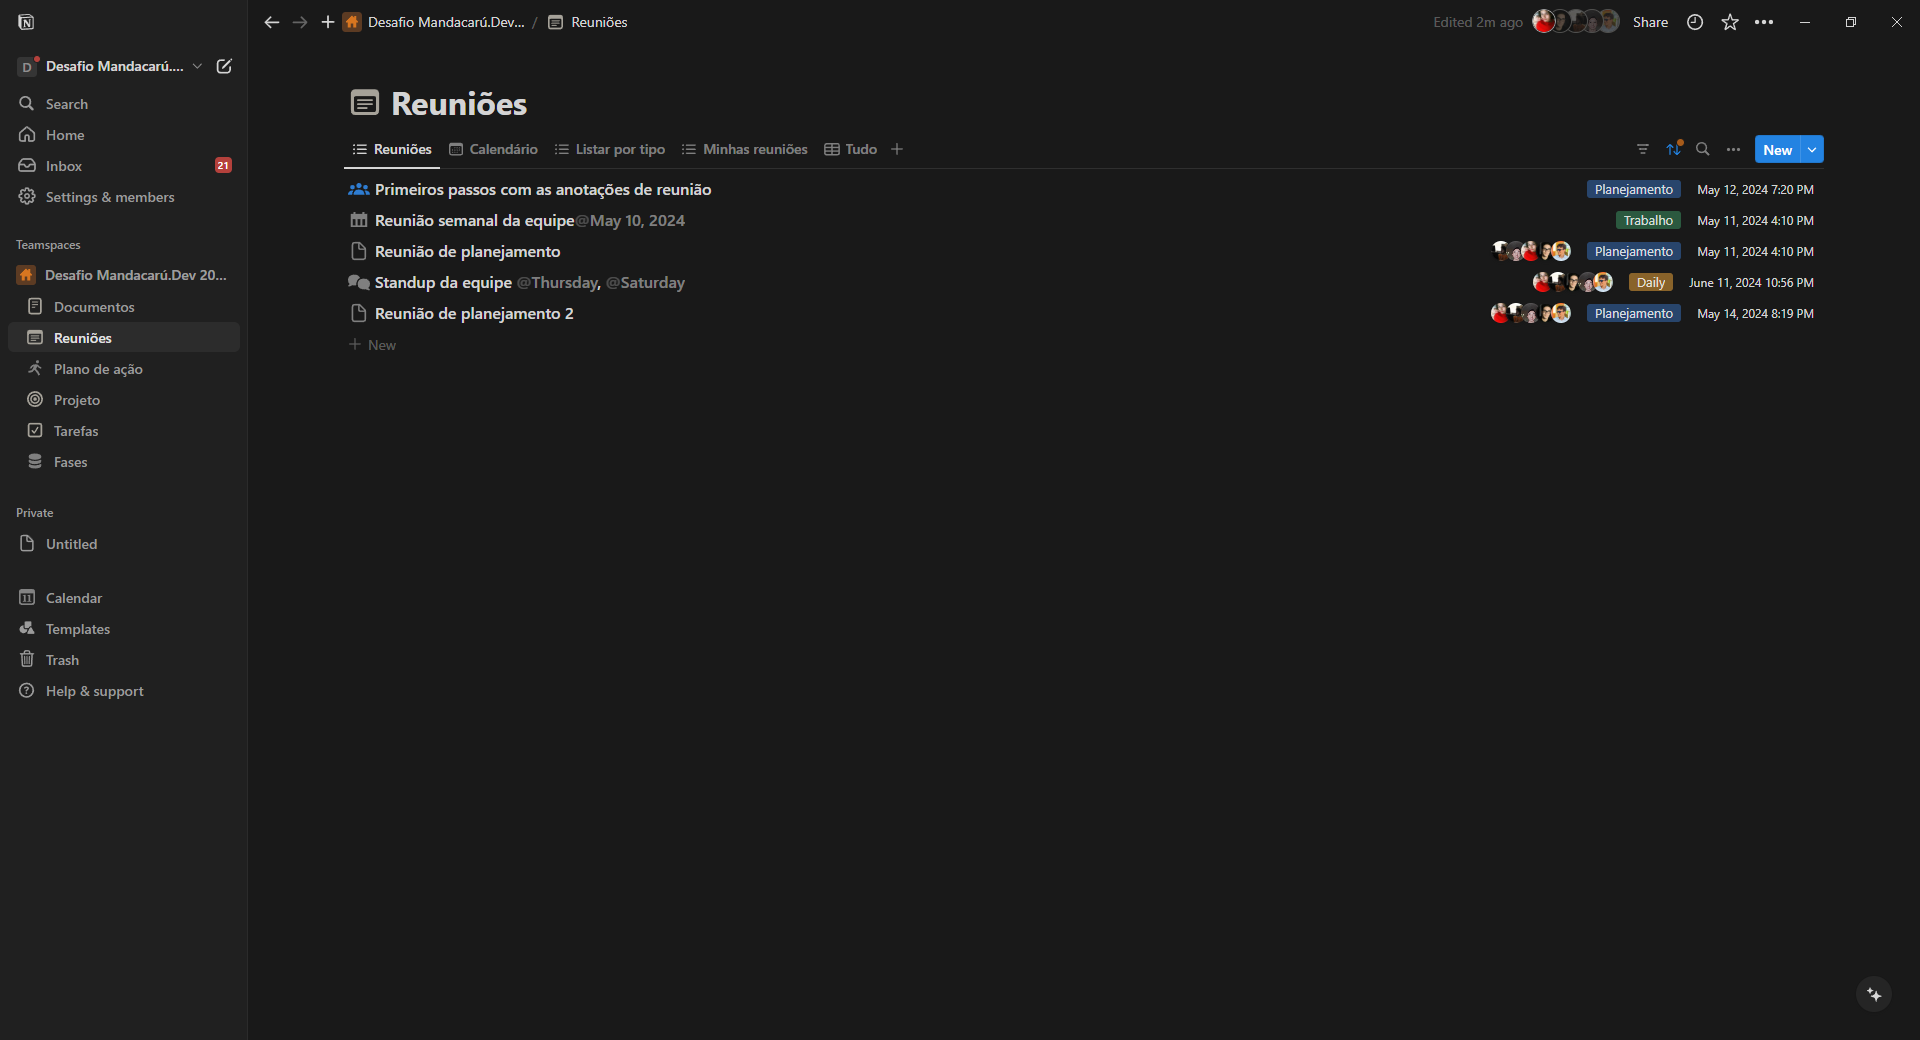 Desafio Mandacarú.Dev... / Reuniões
Edited 2m ago
Share
D Desafio Mandacarú....
Search
Home
Inbox 21
Settings & members
Teamspaces
Desafio Mandacarú.Dev 20...
Documentos
Reuniões
Plano de ação
Projeto
Tarefas
Fases
Private
Untitled
Calendar
Templates
Trash
Help & support
Reuniões
Reuniões Calendário Listar por tipo Minhas reuniões Tudo
New
Primeiros passos com as anotações de reunião Planejamento May 12, 2024 7:20 PM
Reunião semanal da equipe@May 10, 2024 Trabalho May 11, 2024 4:10 PM
Reunião de planejamento Planejamento May 11, 2024 4:10 PM
Standup da equipe @Thursday, @Saturday Daily June 11, 2024 10:56 PM
Reunião de planejamento 2 Planejamento May 14, 2024 8:19 PM
New